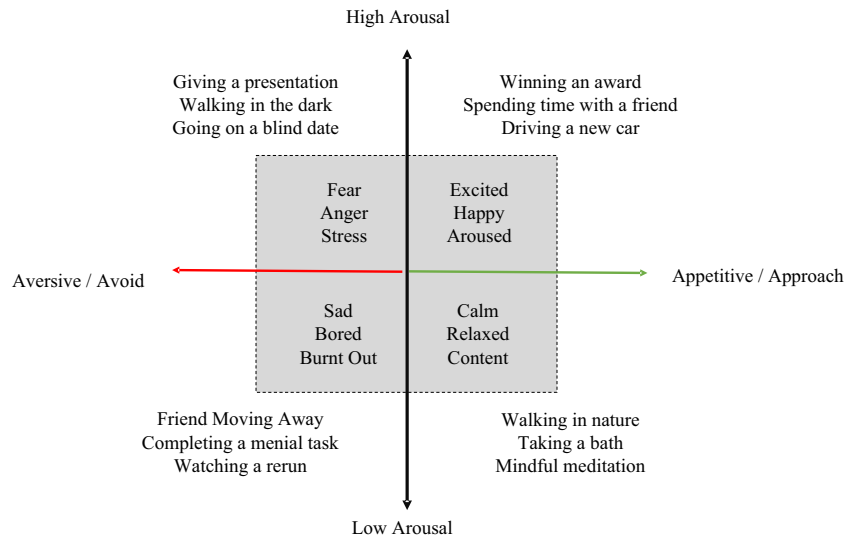 High Arousal
Giving a presentation
Walking in the dark
Going on a blind date
Winning an award
Spending time with a friend
Driving a new car
Fear
Anger
Stress
Excited
Happy
Aroused
Aversive / Avoid
Appetitive / Approach
Sad
Bored
Burnt Out
Calm
Relaxed
Content
Friend Moving Away
Completing a menial task
Watching a rerun
Walking in nature
Taking a bath
Mindful meditation
Low Arousal